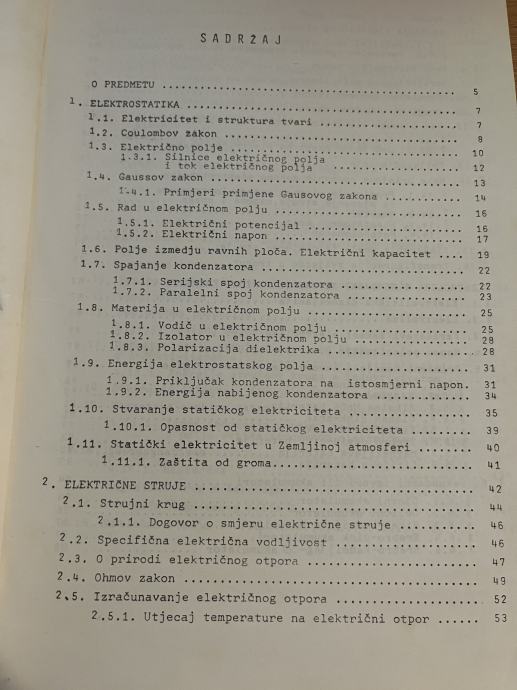 SADRŽAJ
O PREDMETU .......... 5
1. ELEKTROSTATIKA .......... 7
1.1. Elektricitet i struktura tvari .......... 7
1.2. Coulombov zakon .......... 8
1.3. Električno polje .......... 10
1.3.1. Silnice električnog polja
i tok električnog polja .......... 12
1.4. Gaussov zakon .......... 13
1.4.1. Primjeri primjene Gausovog zakona .......... 14
1.5. Rad u električnom polju .......... 16
1.5.1. Električni potencijal .......... 16
1.5.2. Električni napon .......... 17
1.6. Polje izmedju ravnih ploča. Električni kapacitet .... 19
1.7. Spajanje kondenzatora .......... 22
1.7.1. Serijski spoj kondenzatora .......... 22
1.7.2. Paralelni spoj kondenzatora .......... 23
1.8. Materija u električnom polju .......... 25
1.8.1. Vodič u električnom polju .......... 25
1.8.2. Izolator u električnom polju .......... 28
1.8.3. Polarizacija dielektrika .......... 28
1.9. Energija elektrostatskog polja .......... 31
1.9.1. Priključak kondenzatora na istosmjerni napon. 31
1.9.2. Energija nabijenog kondenzatora .......... 34
1.10. Stvaranje statičkog elektriciteta .......... 35
1.10.1. Opasnost od statičkog elektriciteta .......... 39
1.11. Statički elektricitet u Zemljinoj atmosferi .......... 40
1.11.1. Zaštita od groma.......... 41
2. ELEKTRIČNE STRUJE .......... 42
2.1. Strujni krug .......... 44
2.1.1. Dogovor o smjeru električne struje .......... 46
2.2. Specifična električna vodljivost .......... 46
2.3. O prirodi električnog otpora .......... 47
2.4. Ohmov zakon .......... 49
2.5. Izračunavanje električnog otpora .......... 52
2.5.1. Utjecaj temperature na električni otpor ...... 53